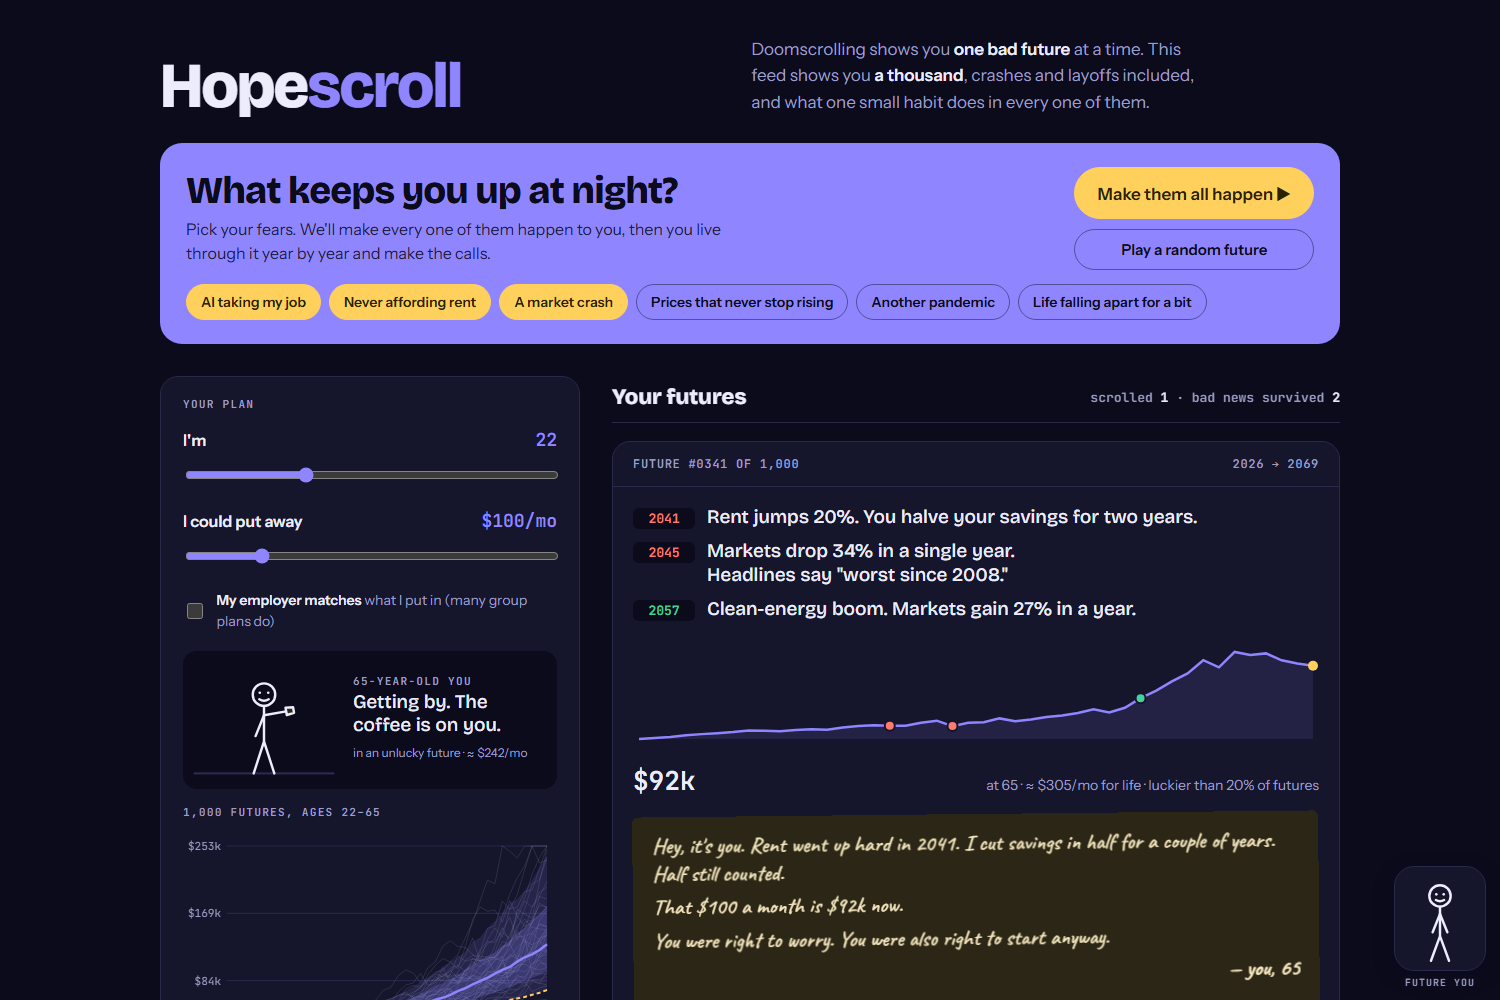 Hopescroll
Doomscrolling shows you one bad future at a time. This
feed shows you a thousand, crashes and layoffs included,
and what one small habit does in every one of them.
What keeps you up at night?
Pick your fears. We'll make every one of them happen to you, then you live
through it year by year and make the calls.
Make them all happen ▶
Play a random future
AI taking my job
Never affording rent
A market crash
Prices that never stop rising
Another pandemic
Life falling apart for a bit
YOUR PLAN
I'm 22
I could put away $100/mo
My employer matches what I put in (many group
plans do)
65-YEAR-OLD YOU
Getting by. The
coffee is on you.
in an unlucky future · ≈ $242/mo
1,000 FUTURES, AGES 22–65
$253k
$169k
$84k
Your futures
scrolled 1 · bad news survived 2
FUTURE #0341 OF 1,000
2026 → 2069
2041 Rent jumps 20%. You halve your savings for two years.
2045 Markets drop 34% in a single year.
Headlines say "worst since 2008."
2057 Clean-energy boom. Markets gain 27% in a year.
$92k
at 65 · ≈ $305/mo for life · luckier than 20% of futures
Hey, it's you. Rent went up hard in 2041. I cut savings in half for a couple of years.
Half still counted.
That $100 a month is $92k now.
You were right to worry. You were also right to start anyway.
— you, 65
FUTURE YOU